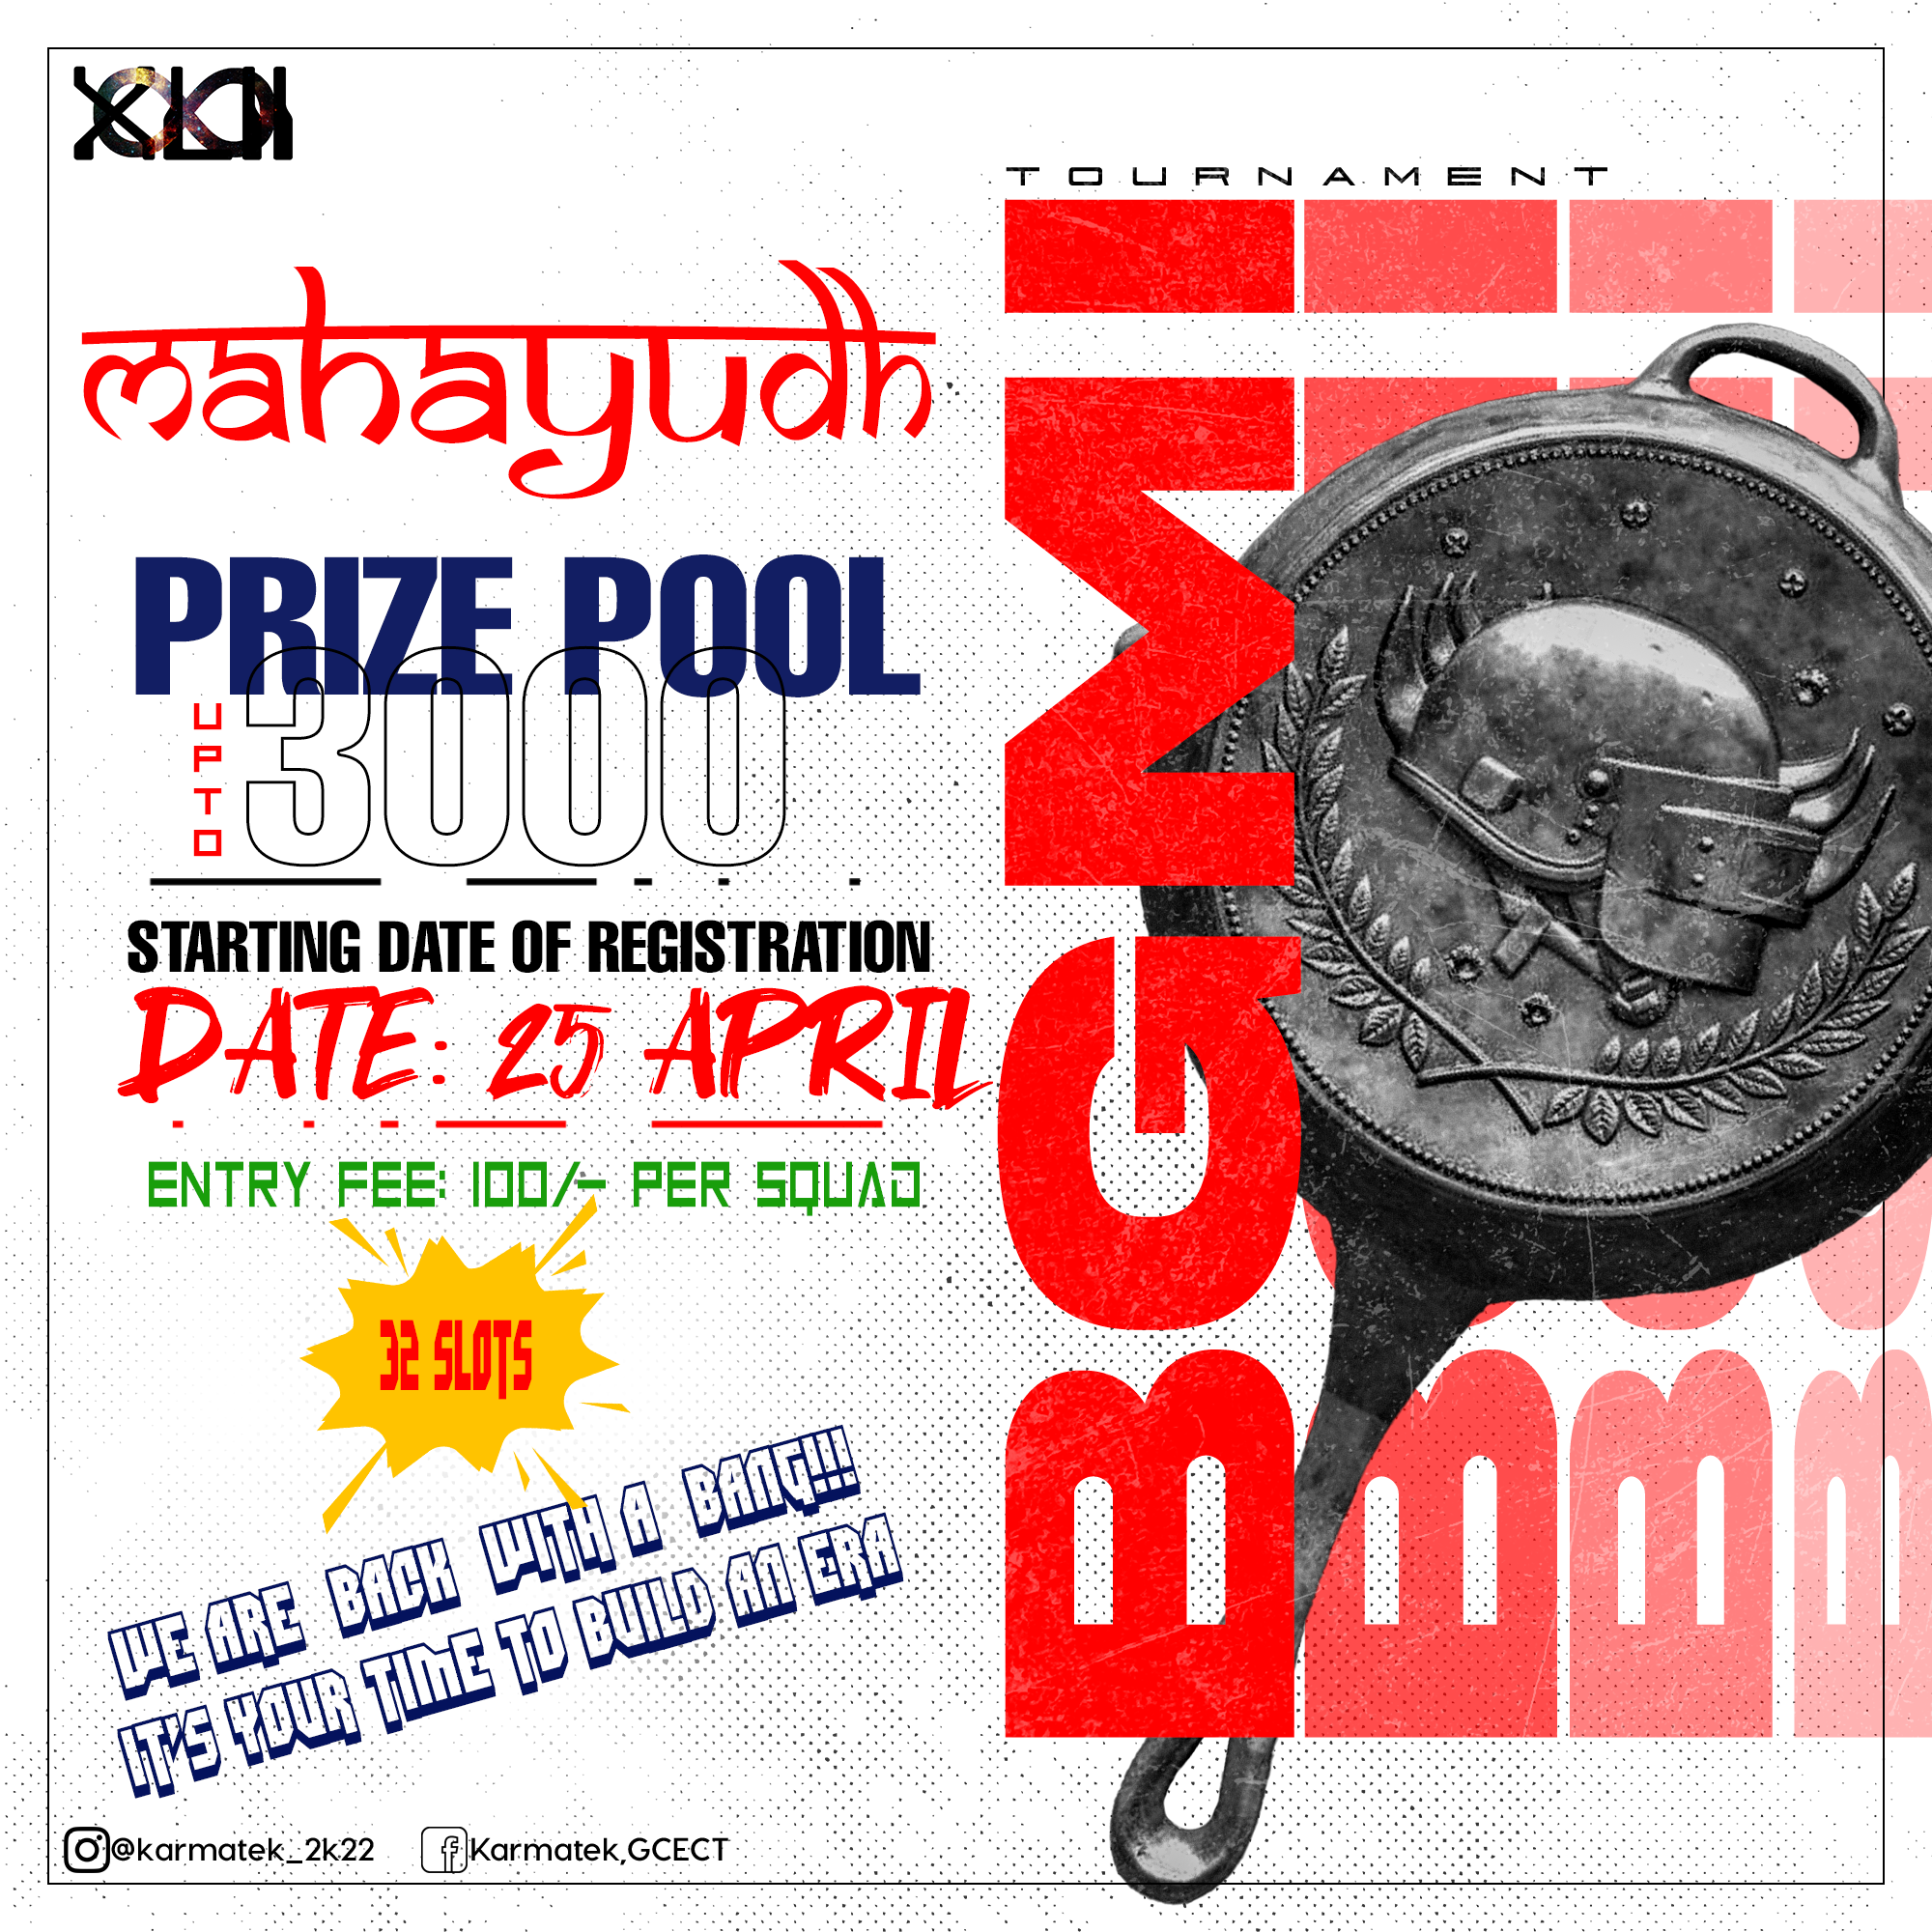 TOURNAMENT
BGMI
mahayudh
PRIZE POOL
UPTO
3000
STARTING DATE OF REGISTRATION
DATE: 25 APRIL
ENTRY FEE: 100/- PER SQUAD
32 SLOTS
WE ARE BACK WITH A BANG!!!
IT'S YOUR TIME TO BUILD AN ERA
@karmatek_2k22
Karmatek,GCECT